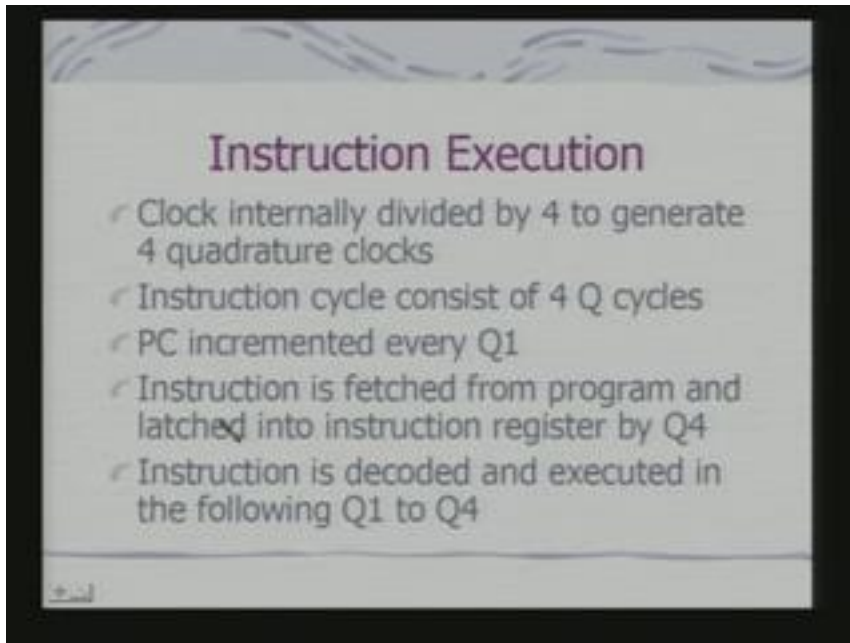 Instruction Execution
Clock internally divided by 4 to generate
4 quadrature clocks
Instruction cycle consist of 4 Q cycles
PC incremented every Q1
Instruction is fetched from program and
latched into instruction register by Q4
Instruction is decoded and executed in
the following Q1 to Q4